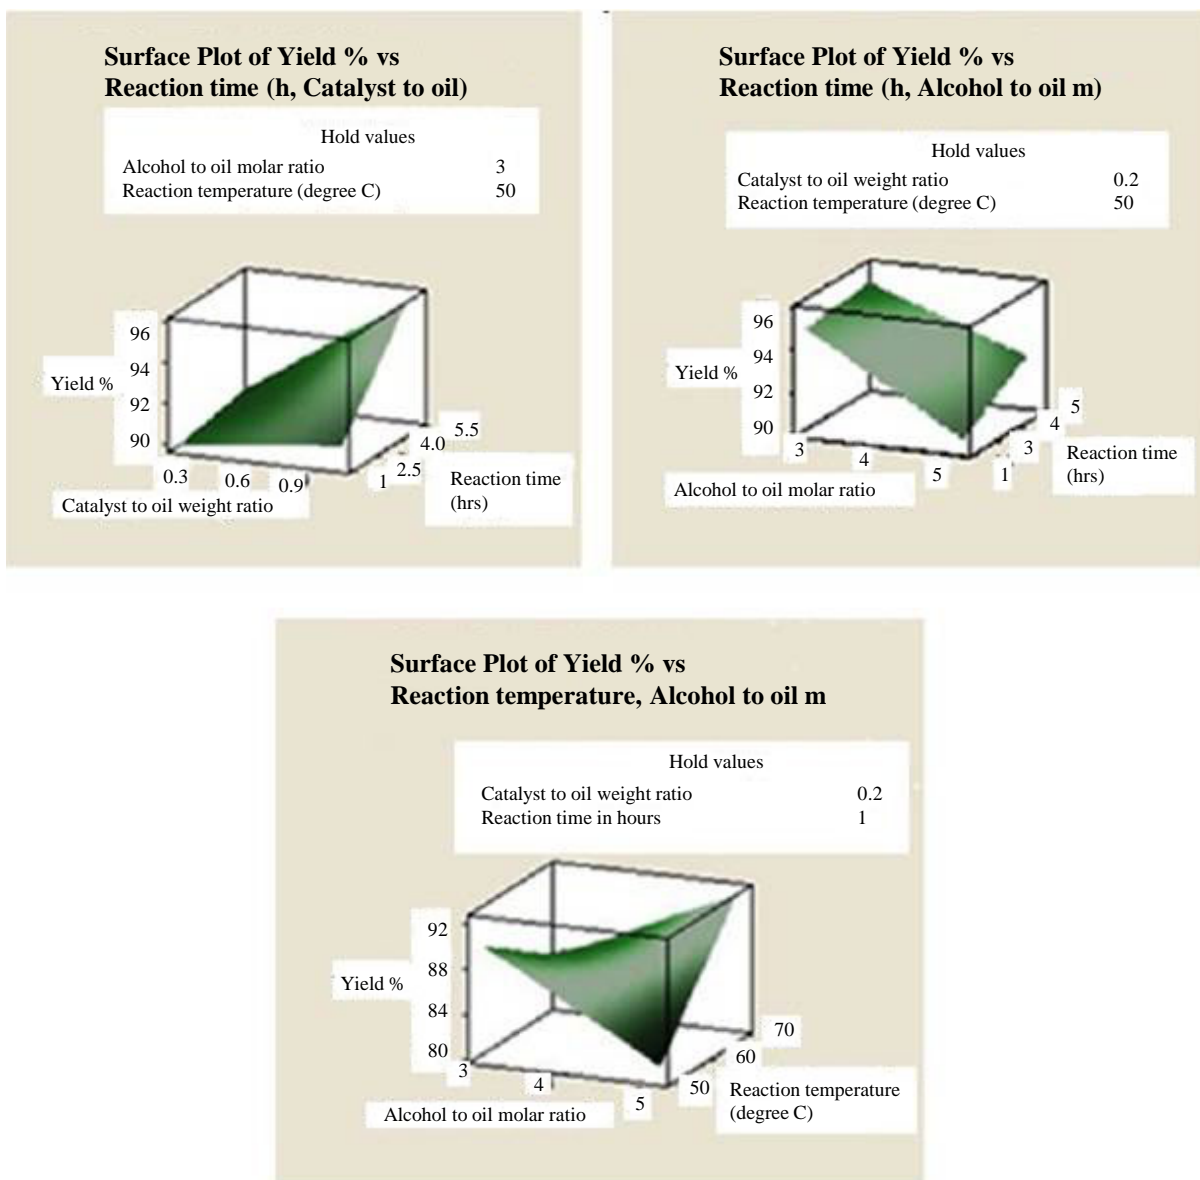 Surface Plot of Yield % vs
Reaction time (h, Catalyst to oil)
Hold values
Alcohol to oil molar ratio 3
Reaction temperature (degree C) 50
96
94
Yield %
92
90
0.3 0.6 0.9
1 2.5 4.0 5.5
Catalyst to oil weight ratio
Reaction time
(hrs)
Surface Plot of Yield % vs
Reaction time (h, Alcohol to oil m)
Hold values
Catalyst to oil weight ratio 0.2
Reaction temperature (degree C) 50
96
94
Yield %
92
90
3 4 5
1 3 4 5
Alcohol to oil molar ratio
Reaction time
(hrs)
Surface Plot of Yield % vs
Reaction temperature, Alcohol to oil m
Hold values
Catalyst to oil weight ratio 0.2
Reaction time in hours 1
92
88
Yield %
84
80
3 4 5
50 60 70
Alcohol to oil molar ratio
Reaction temperature
(degree C)